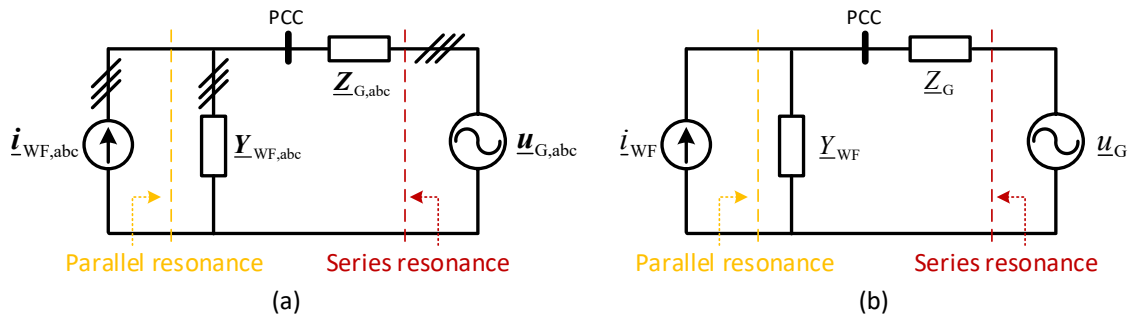 PCC
Z_G,abc
i_WF,abc
Y_WF,abc
u_G,abc
Parallel resonance
Series resonance
(a)
PCC
Z_G
i_WF
Y_WF
u_G
Parallel resonance
Series resonance
(b)